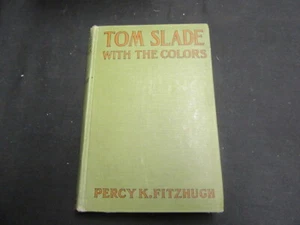 TOM SLADE
WITH THE COLORS
PERCY K. FITZHUGH